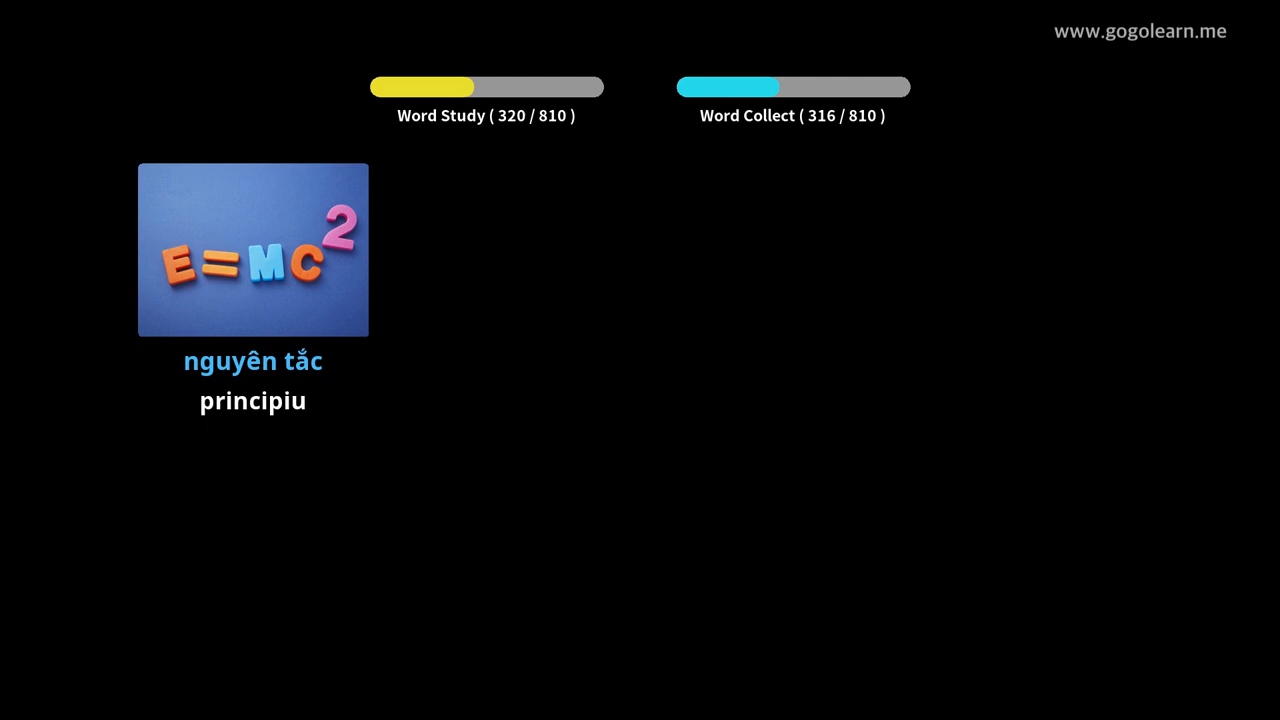 www.gogolearn.me
Word Study ( 320 / 810 )
Word Collect ( 316 / 810 )
E=MC2
nguyên tắc
principiu